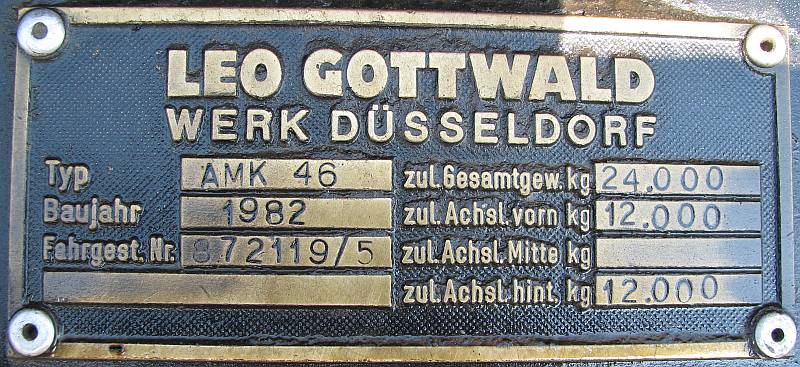 LEO GOTTWALD
WERK DÜSSELDORF
Typ AMK 46 zul. Gesamtgew. kg 24.000
Baujahr 1982 zul. Achsl. vorn kg 12.000
Fahrgest. Nr. 872119/5 zul. Achsl. Mitte kg
zul. Achsl. hint. kg 12.000